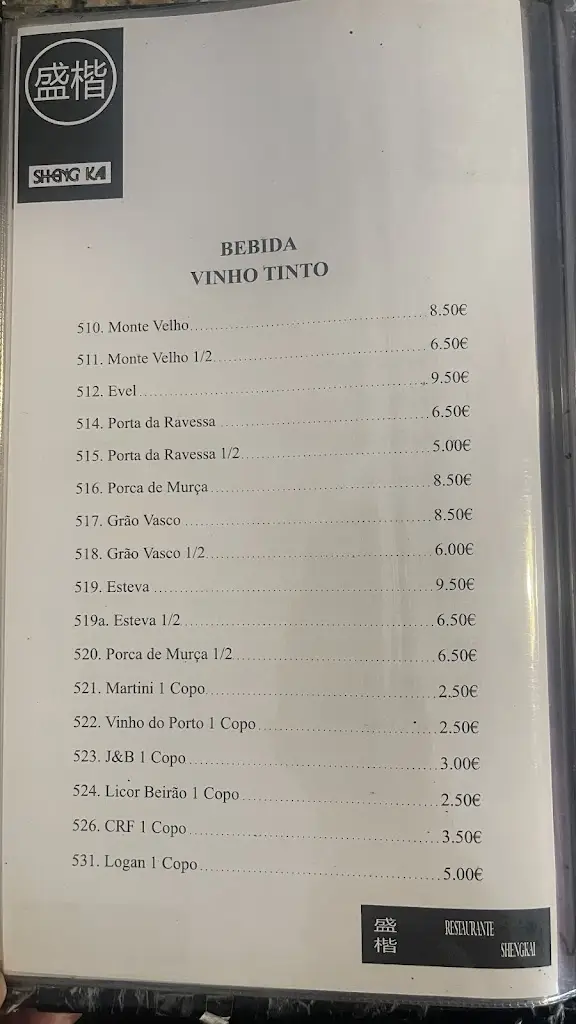 盛楷
SHENG KAI
BEBIDA
VINHO TINTO
510. Monte Velho 8.50€
511. Monte Velho 1/2 6.50€
512. Evel 9.50€
514. Porta da Ravessa 6.50€
515. Porta da Ravessa 1/2 5.00€
516. Porca de Murça 8.50€
517. Grão Vasco 8.50€
518. Grão Vasco 1/2 6.00€
519. Esteva 9.50€
519a. Esteva 1/2 6.50€
520. Porca de Murça 1/2 6.50€
521. Martini 1 Copo 2.50€
522. Vinho do Porto 1 Copo 2.50€
523. J&B 1 Copo 3.00€
524. Licor Beirão 1 Copo 2.50€
526. CRF 1 Copo 3.50€
531. Logan 1 Copo 5.00€
盛楷
RESTAURANTE
SHENGKAI